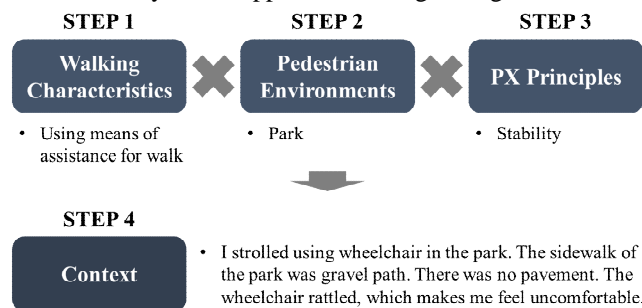 STEP 1
STEP 2
STEP 3
Walking
Characteristics
Pedestrian
Environments
PX Principles
• Using means of
assistance for walk
• Park
• Stability
STEP 4
Context
• I strolled using wheelchair in the park. The sidewalk of
the park was gravel path. There was no pavement. The
wheelchair rattled, which makes me feel uncomfortable.